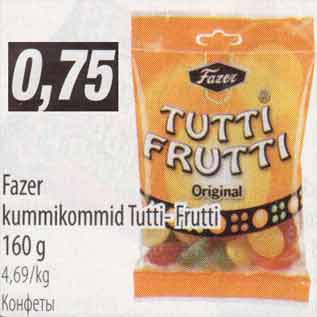 0,75
Fazer
TUTTI
FRUTTI
Original
Fazer
kummikommid Tutti-Frutti
160 g
4,69/kg
Конфеты